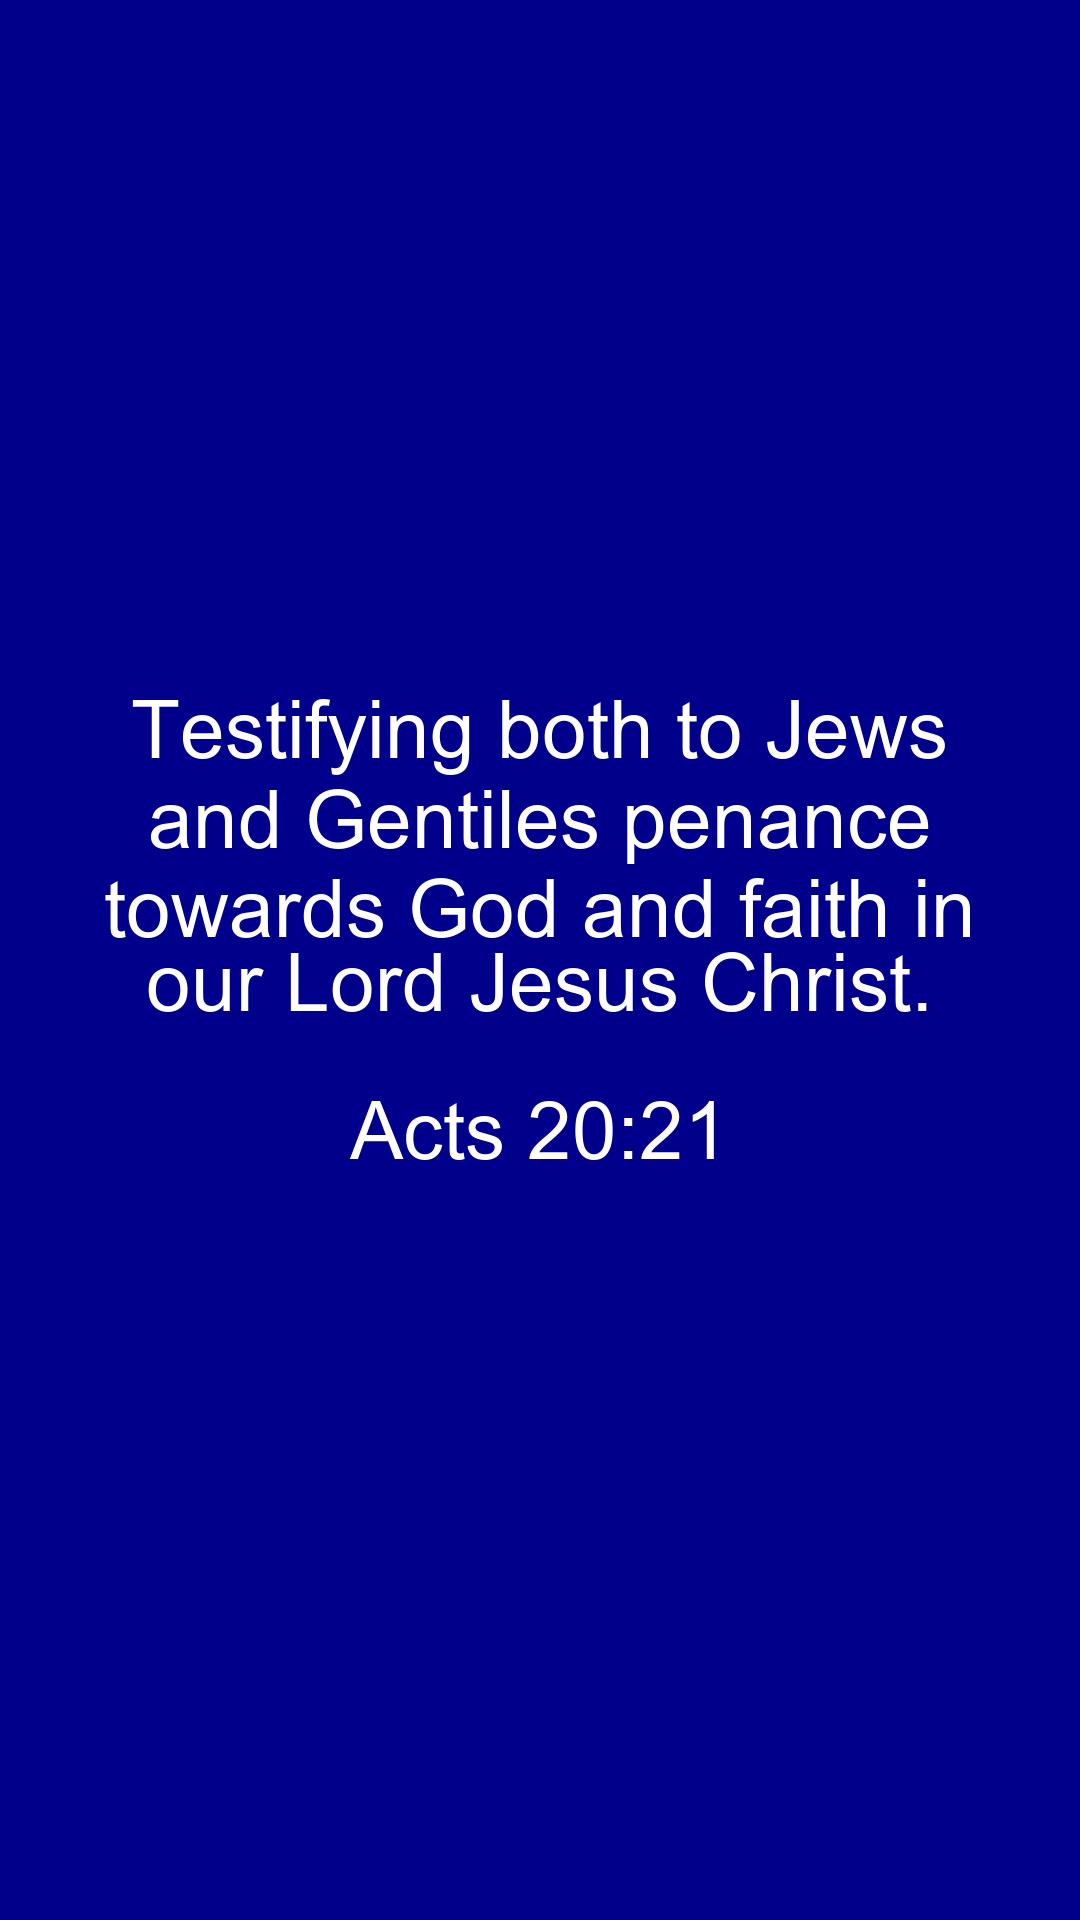 Testifying both to Jews
and Gentiles penance
towards God and faith in
our Lord Jesus Christ.
Acts 20:21